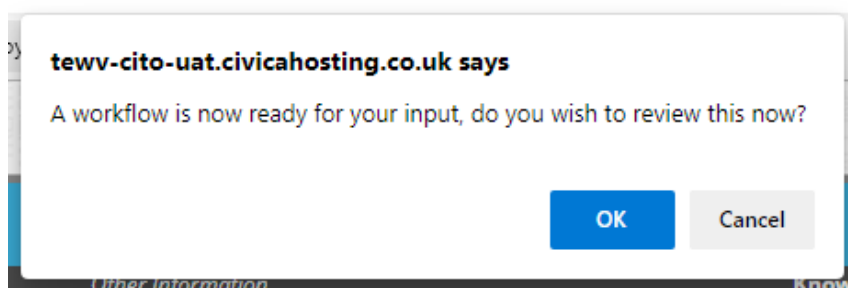 tewv-cito-uat.civicahosting.co.uk says
A workflow is now ready for your input, do you wish to review this now?
OK Cancel
Other Information